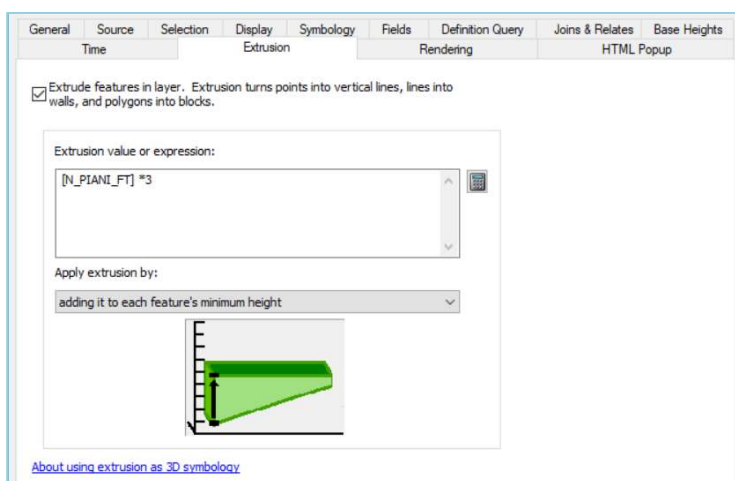 General Source Selection Display Symbology Fields Definition Query Joins & Relates Base Heights
Time Extrusion Rendering HTML Popup
Extrude features in layer. Extrusion turns points into vertical lines, lines into
walls, and polygons into blocks.
Extrusion value or expression:
[N_PIANI_FT] *3
Apply extrusion by:
adding it to each feature's minimum height
About using extrusion as 3D symbology